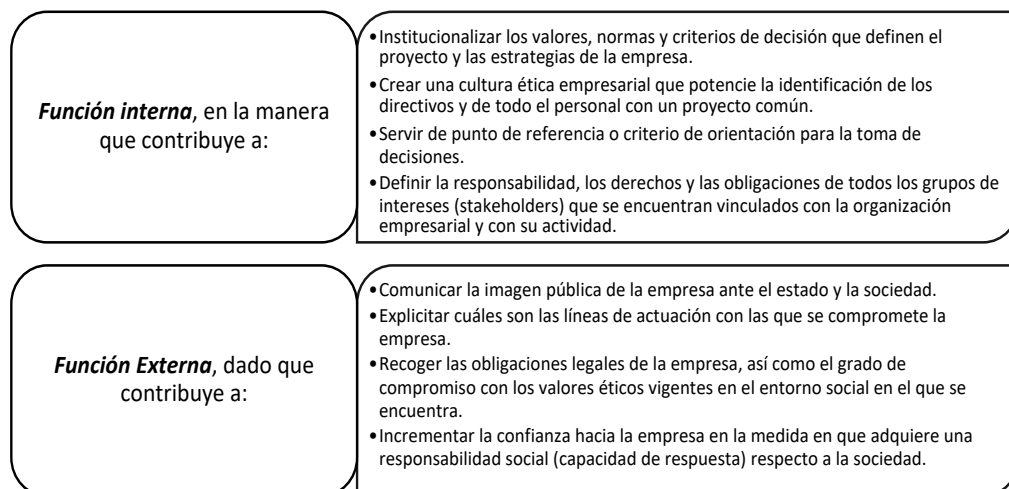 Función interna, en la manera
que contribuye a:
•Institucionalizar los valores, normas y criterios de decisión que definen el
proyecto y las estrategias de la empresa.
•Crear una cultura ética empresarial que potencie la identificación de los
directivos y de todo el personal con un proyecto común.
•Servir de punto de referencia o criterio de orientación para la toma de
decisiones.
•Definir la responsabilidad, los derechos y las obligaciones de todos los grupos de
intereses (stakeholders) que se encuentran vinculados con la organización
empresarial y con su actividad.
Función Externa, dado que
contribuye a:
•Comunicar la imagen pública de la empresa ante el estado y la sociedad.
•Explicitar cuáles son las líneas de actuación con las que se compromete la
empresa.
•Recoger las obligaciones legales de la empresa, así como el grado de
compromiso con los valores éticos vigentes en el entorno social en el que se
encuentra.
•Incrementar la confianza hacia la empresa en la medida en que adquiere una
responsabilidad social (capacidad de respuesta) respecto a la sociedad.